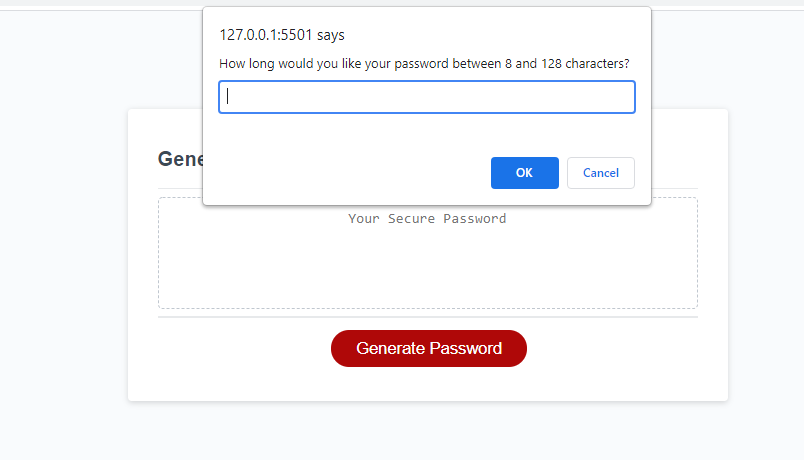 127.0.0.1:5501 says
How long would you like your password between 8 and 128 characters?
OK
Cancel
Gene
Your Secure Password
Generate Password